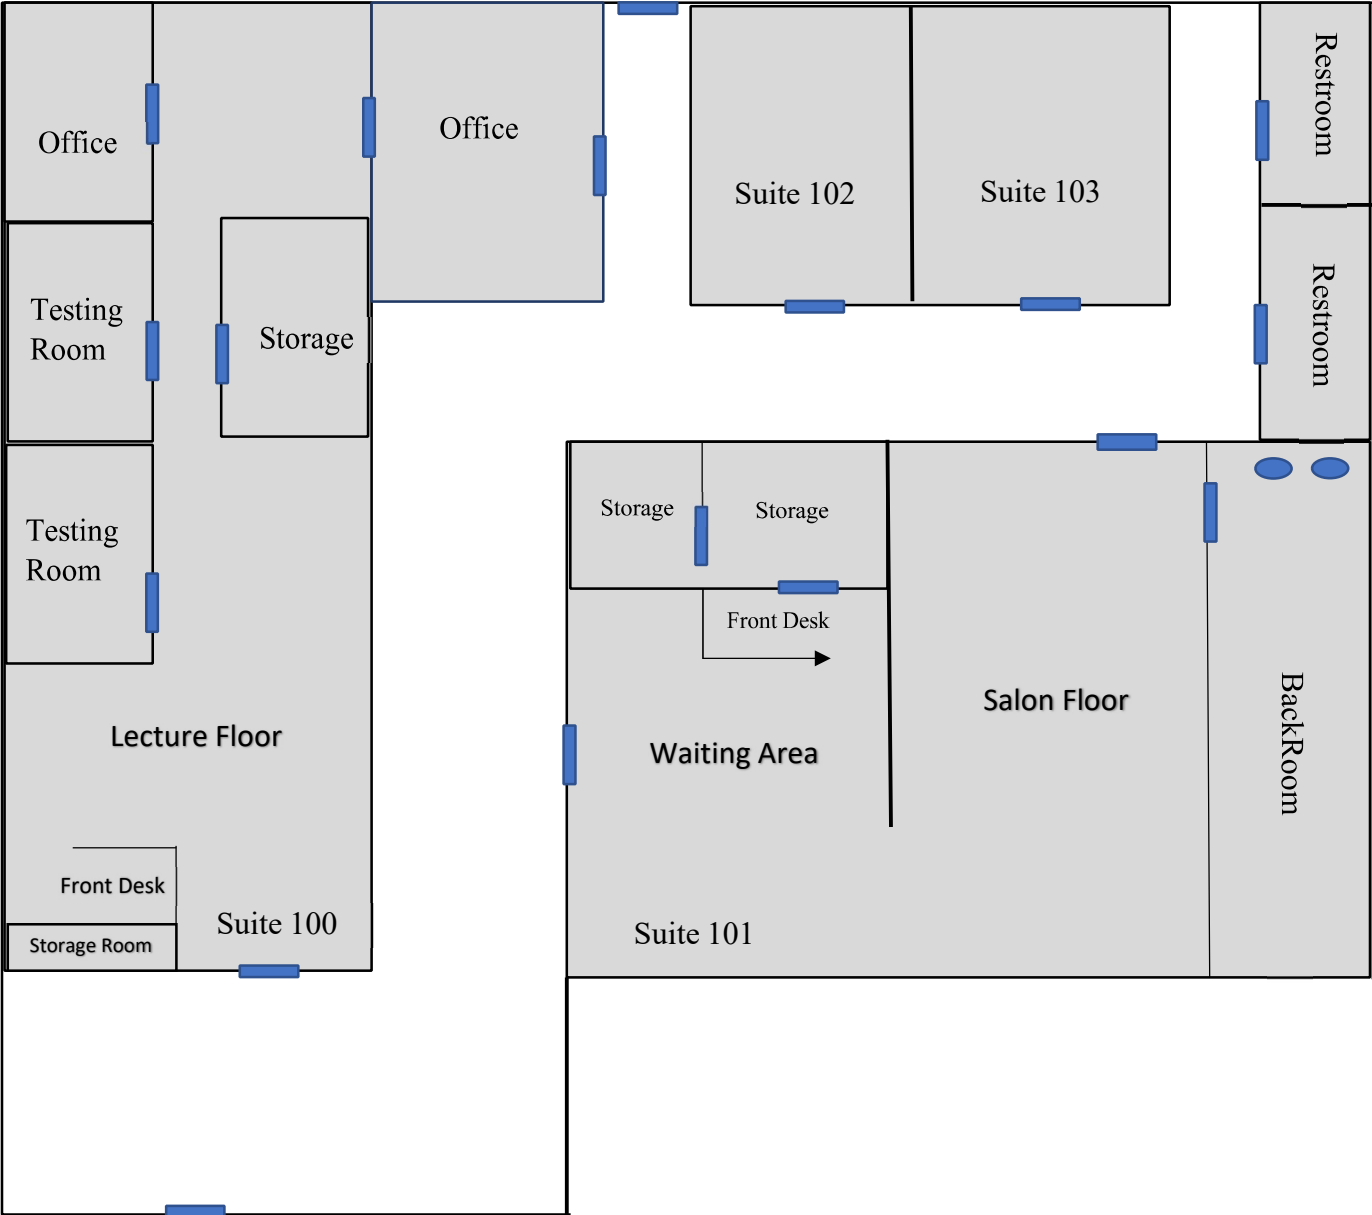 Office
Office
Suite 102
Suite 103
Restroom
Testing
Room
Storage
Restroom
Testing
Room
Storage
Storage
Front Desk
Lecture Floor
Waiting Area
Salon Floor
BackRoom
Front Desk
Storage Room
Suite 100
Suite 101